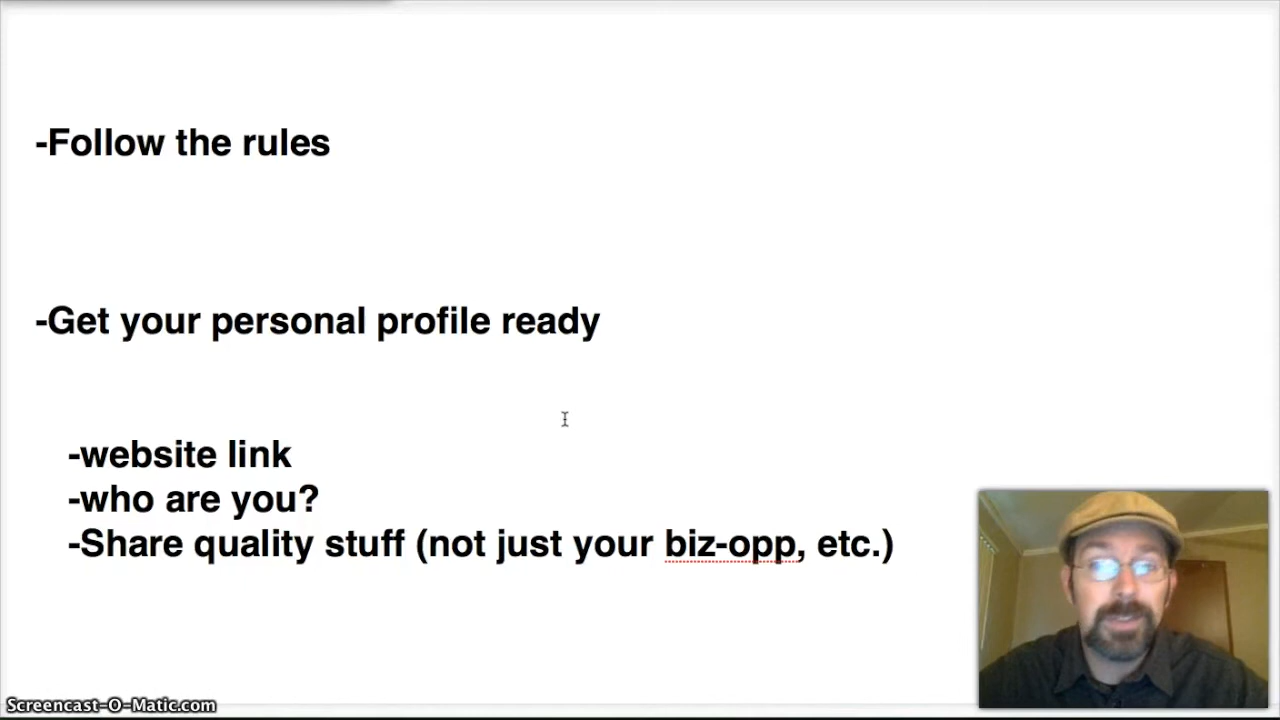 -Follow the rules
-Get your personal profile ready
-website link
-who are you?
-Share quality stuff (not just your biz-opp, etc.)
Screencast-O-Matic.com